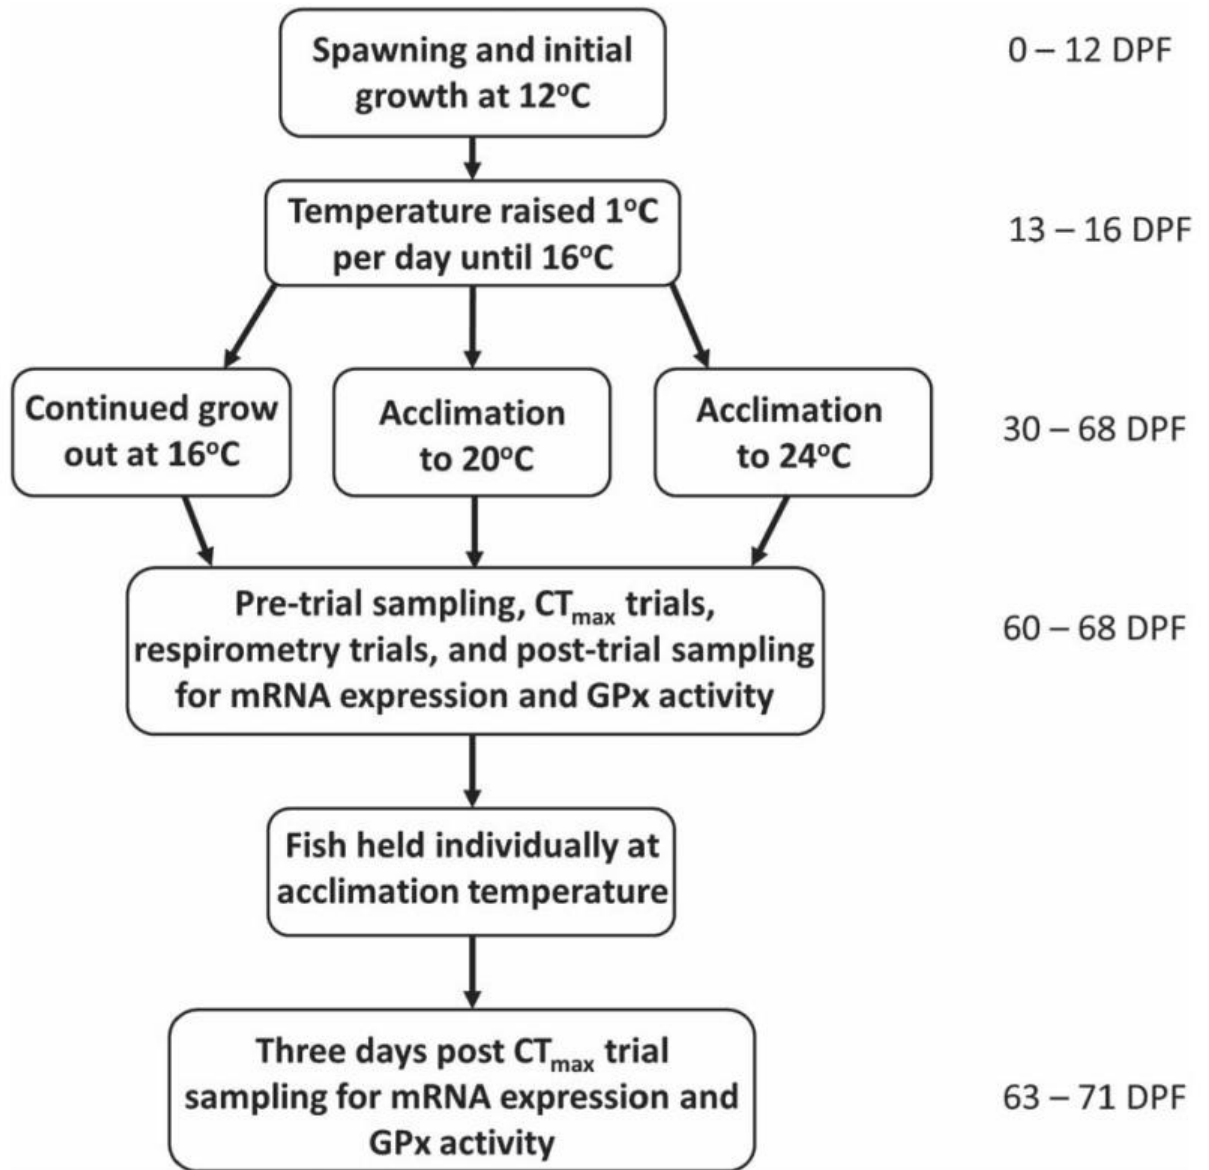 Spawning and initial
growth at 12°C
0 – 12 DPF
Temperature raised 1°C
per day until 16°C
13 – 16 DPF
Continued grow
out at 16°C
Acclimation
to 20°C
Acclimation
to 24°C
30 – 68 DPF
Pre-trial sampling, CTmax trials,
respirometry trials, and post-trial sampling
for mRNA expression and GPx activity
60 – 68 DPF
Fish held individually at
acclimation temperature
Three days post CTmax trial
sampling for mRNA expression and
GPx activity
63 – 71 DPF